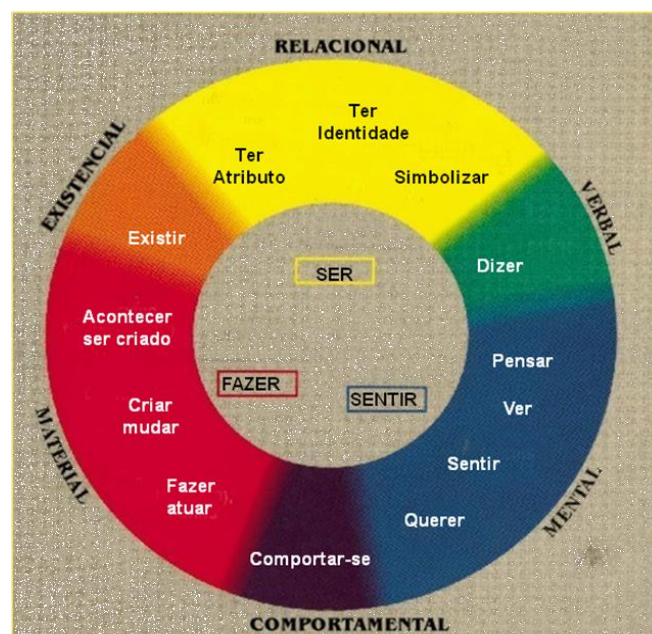 RELACIONAL
Ter
Identidade
Ter
Atributo
Simbolizar
EXISTENCIAL
VERBAL
Existir
Dizer
SER
Acontecer
ser criado
Pensar
FAZER
SENTIR
Ver
Criar
mudar
MATERIAL
Sentir
Fazer
atuar
MENTAL
Querer
Comportar-se
COMPORTAMENTAL